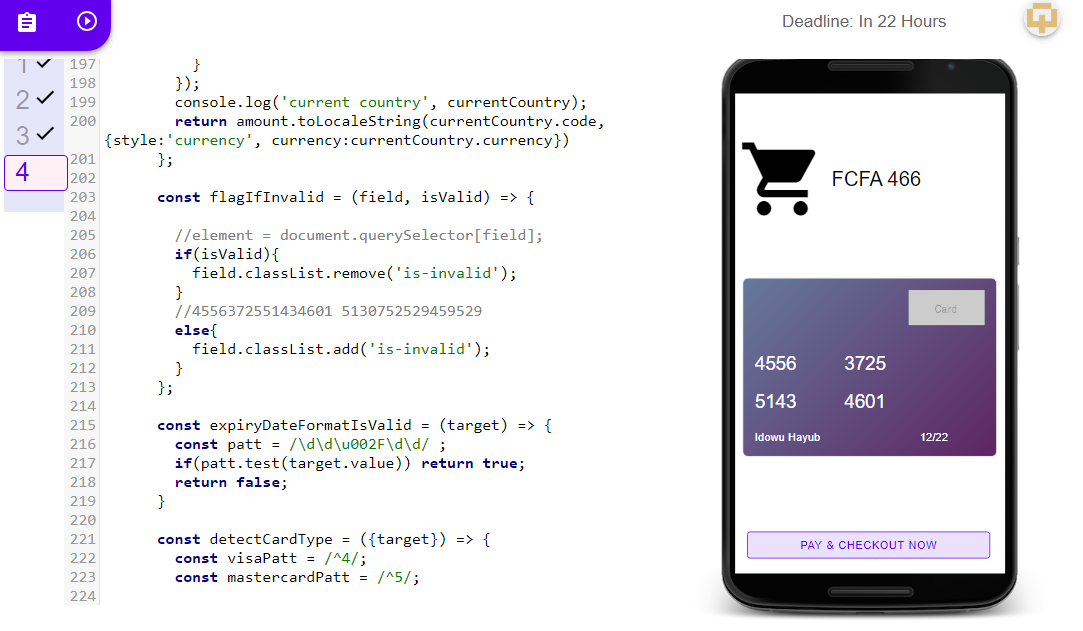 Deadline: In 22 Hours
1
2
3
4
197 }
198 });
199 console.log('current country', currentCountry);
200 return amount.toLocaleString(currentCountry.code,
{style:'currency', currency:currentCountry.currency})
201 };
202
203 const flagIfInvalid = (field, isValid) => {
204
205 //element = document.querySelector[field];
206 if(isValid){
207 field.classList.remove('is-invalid');
208 }
209 //4556372551434601 5130752529459529
210 else{
211 field.classList.add('is-invalid');
212 }
213 };
214
215 const expiryDateFormatIsValid = (target) => {
216 const patt = /\d\d\u002F\d\d/ ;
217 if(patt.test(target.value)) return true;
218 return false;
219 }
220
221 const detectCardType = ({target}) => {
222 const visaPatt = /^4/;
223 const mastercardPatt = /^5/;
224
FCFA 466
Card
4556 3725
5143 4601
Idowu Hayub 12/22
PAY & CHECKOUT NOW